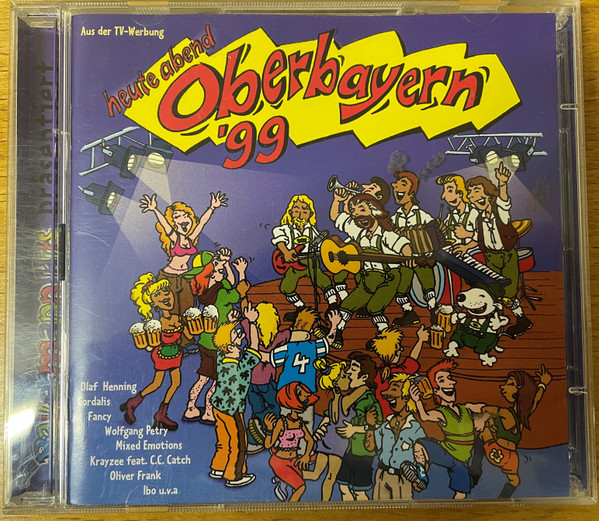 Aus der TV-Werbung
heute abend
Oberbayern
'99
4
Olaf Henning
Cordalis
Fancy
Wolfgang Petry
Mixed Emotions
Krayzee feat. C.C. Catch
Oliver Frank
Ibo u.v.a
präsentiert